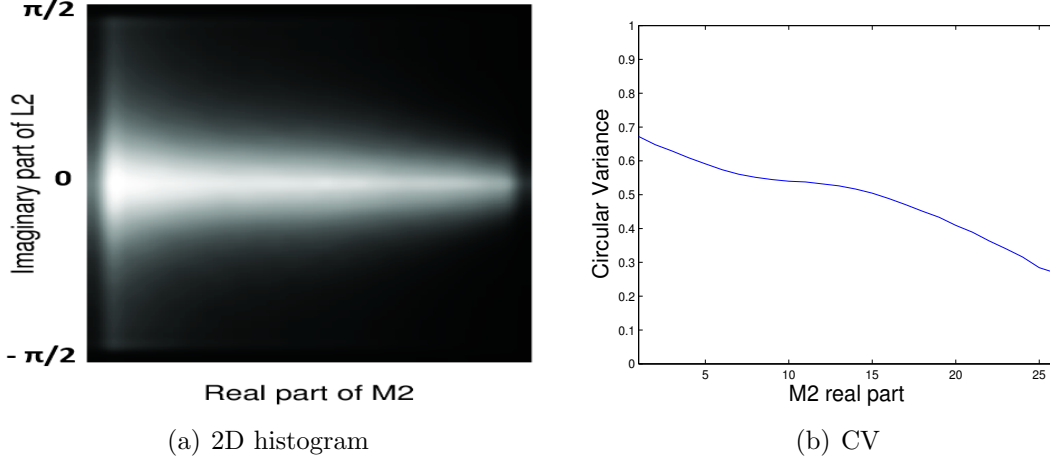 π/2
Imaginary part of L2
0
- π/2
Real part of M2
(a) 2D histogram
1
0.9
0.8
0.7
0.6
0.5
0.4
0.3
0.2
0.1
0
Circular Variance
5
10
15
20
25
M2 real part
(b) CV